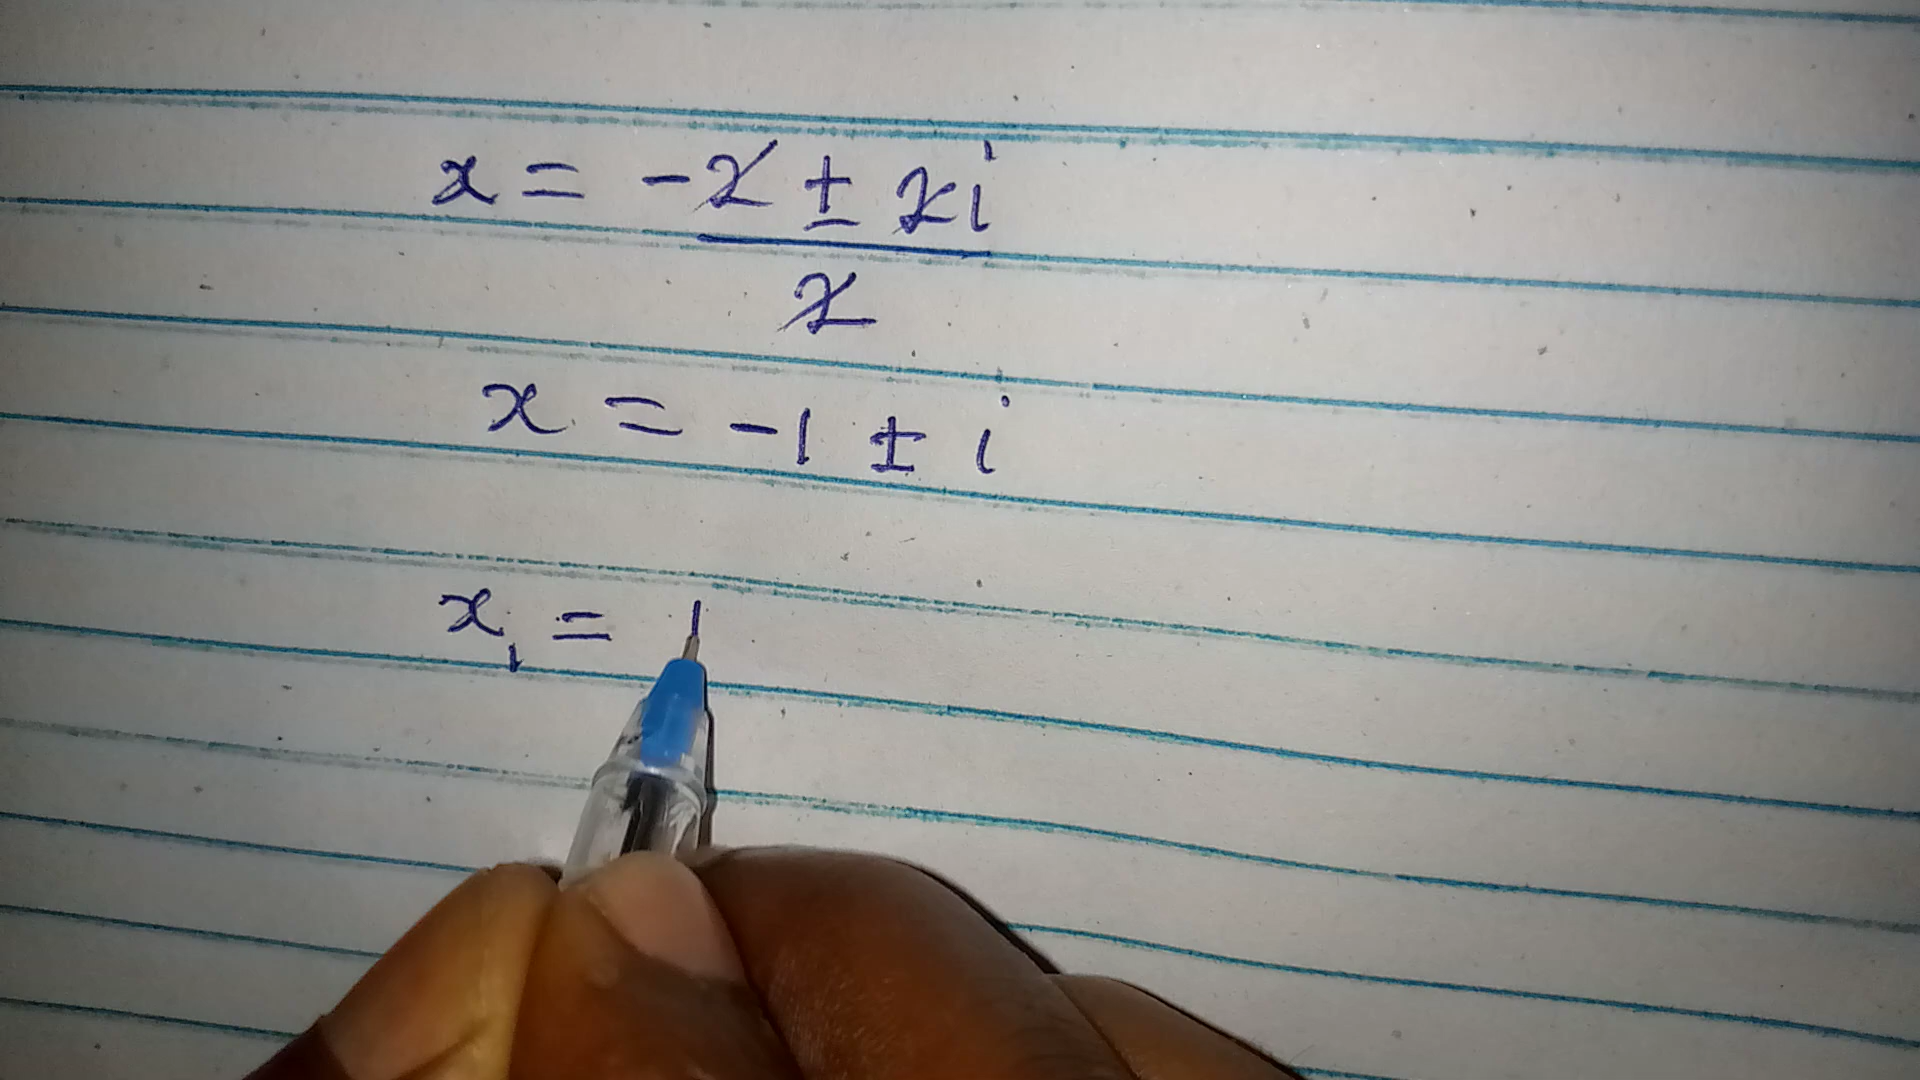 x = -2 ± 2i
2
x = -1 ± i
x₁ = 1